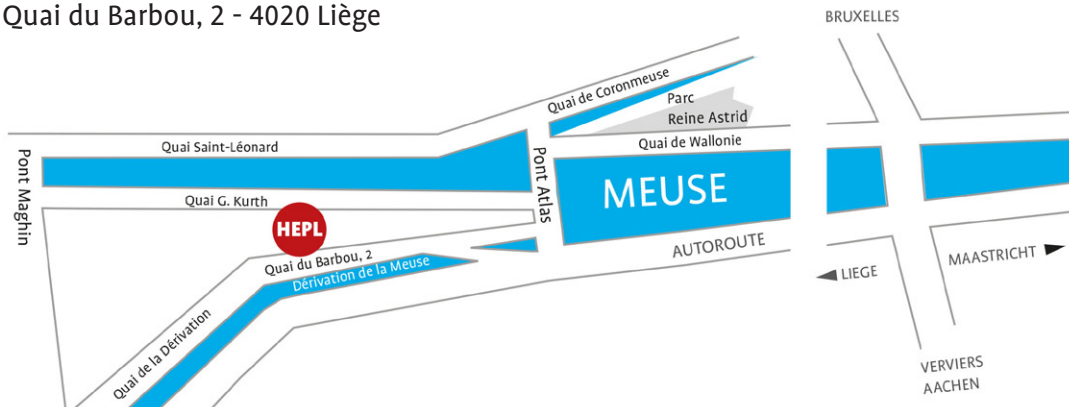 Quai du Barbou, 2 - 4020 Liège
BRUXELLES
Quai de Coronmeuse
Parc
Reine Astrid
Quai Saint-Léonard
Quai de Wallonie
Pont Maghin
Pont Atlas
MEUSE
Quai G. Kurth
HEPL
AUTOROUTE
Quai du Barbou, 2
Dérivation de la Meuse
LIEGE
MAASTRICHT
Quai de la Dérivation
VERVIERS
AACHEN